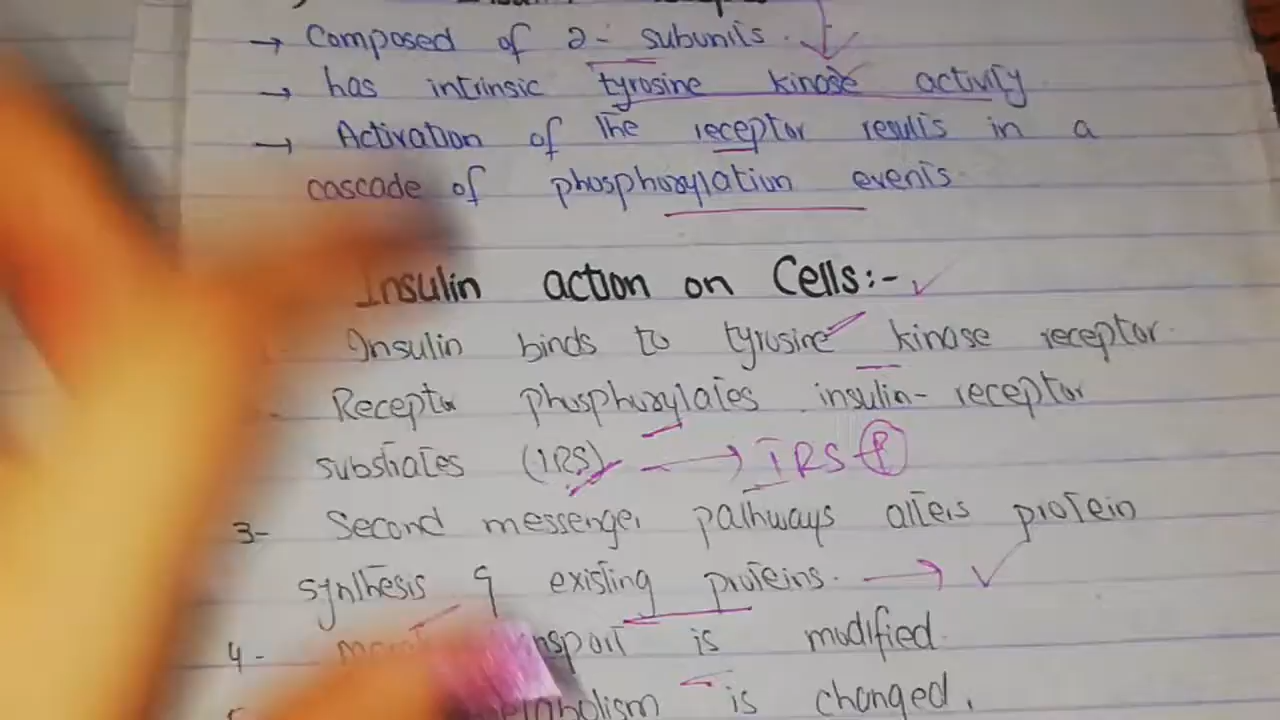 → Composed of 2- subunits.
→ has intrinsic tyrosine kinase activity
→ Activation of the receptor results in a
cascade of phosphorylation events
Insulin action on Cells:-
Insulin binds to tyrosine kinase receptor.
Receptor phosphorylates insulin-receptor
substrates (IRS) → IRS P
3- Second messenger pathways alters protein
synthesis & existing proteins. →
4- is modified.
is changed.